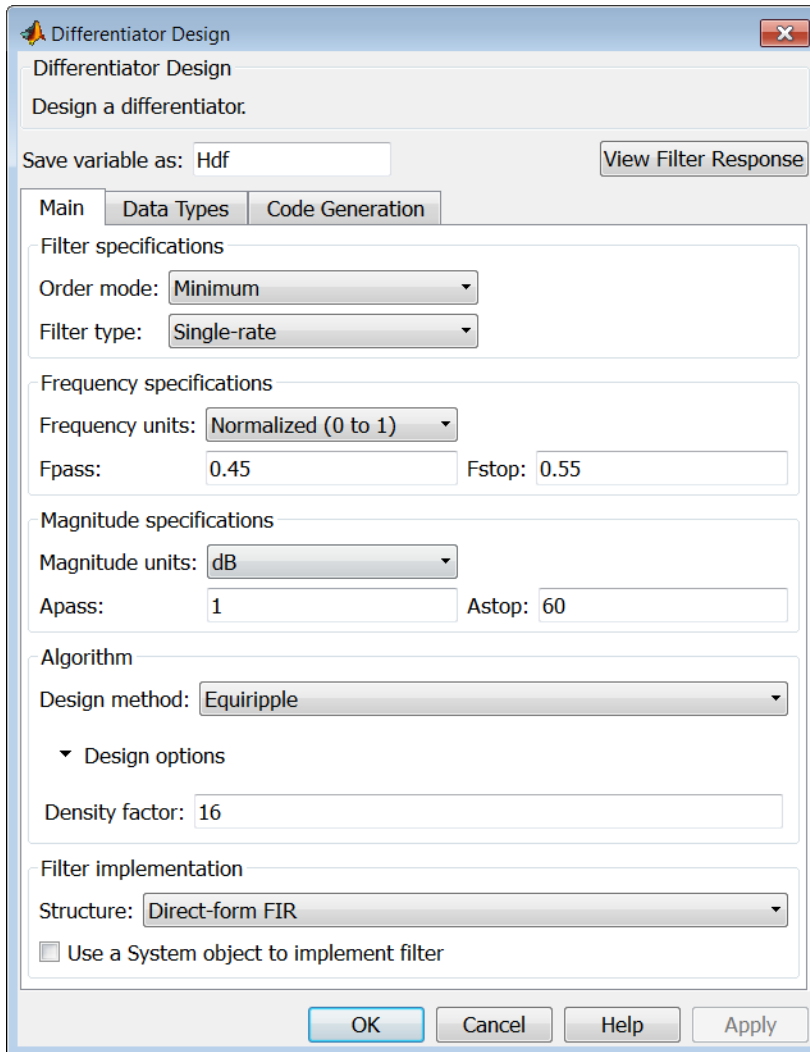 Differentiator Design
Differentiator Design
Design a differentiator.
Save variable as: Hdf View Filter Response
Main Data Types Code Generation
Filter specifications
Order mode: Minimum
Filter type: Single-rate
Frequency specifications
Frequency units: Normalized (0 to 1)
Fpass: 0.45 Fstop: 0.55
Magnitude specifications
Magnitude units: dB
Apass: 1 Astop: 60
Algorithm
Design method: Equiripple
Design options
Density factor: 16
Filter implementation
Structure: Direct-form FIR
Use a System object to implement filter
OK Cancel Help Apply